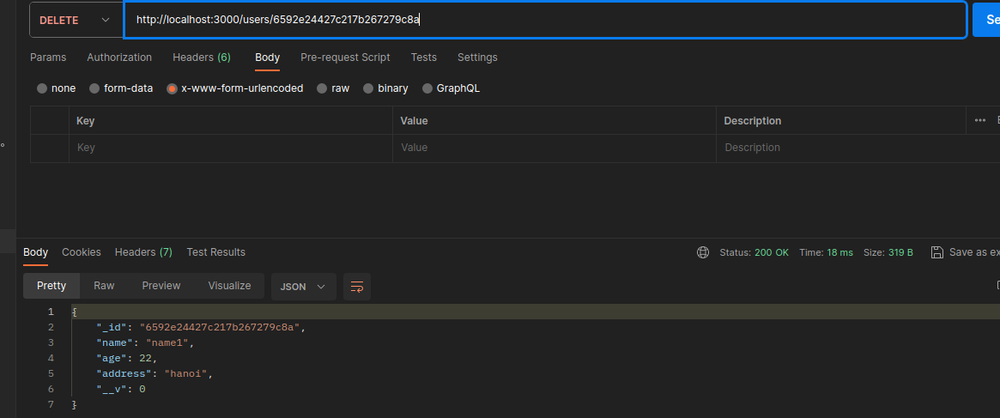 DELETE http://localhost:3000/users/6592e24427c217b267279c8a Se
Params Authorization Headers (6) Body Pre-request Script Tests Settings
none form-data x-www-form-urlencoded raw binary GraphQL
Key Value Description
Key Value Description
Body Cookies Headers (7) Test Results Status: 200 OK Time: 18 ms Size: 319 B Save as ex
Pretty Raw Preview Visualize JSON
1 {
2 "_id": "6592e24427c217b267279c8a",
3 "name": "name1",
4 "age": 22,
5 "address": "hanoi",
6 "__v": 0
7 }